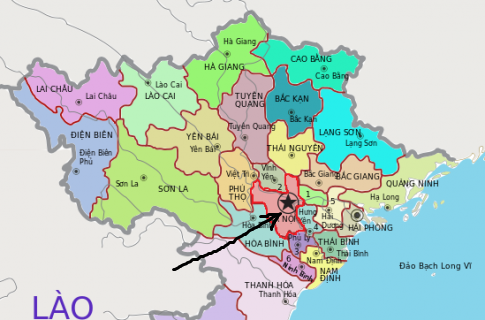 Hà Giang
HÀ GIANG
CAO BẰNG
Cao Bằng
LAI CHÂU
Lai Châu
Lào Cai
LÀO CAI
TUYÊN
QUANG
BẮC KẠN
Bắc Kạn
Tuyên Quang
ĐIỆN BIÊN
Điện Biên
Phủ
YÊN BÁI
Yên Bái
THÁI NGUYÊN
LẠNG SƠN
Lạng Sơn
Sơn La
SƠN LA
Việt Trì
Vĩnh
Yên
2
PHÚ
THỌ
Bắc Giang
BẮC GIANG
QUẢNG NINH
Hạ Long
1
5
NỘI
Hưng
Yên
Hải
Dương
HẢI PHÒNG
4
HÒA BÌNH
Phủ Lý
3
THÁI BÌNH
Thái Bình
6
Ninh Bình
Nam Định
NAM
ĐỊNH
Đảo Bạch Long Vĩ
THANH HÓA
Thanh Hóa
LÀO